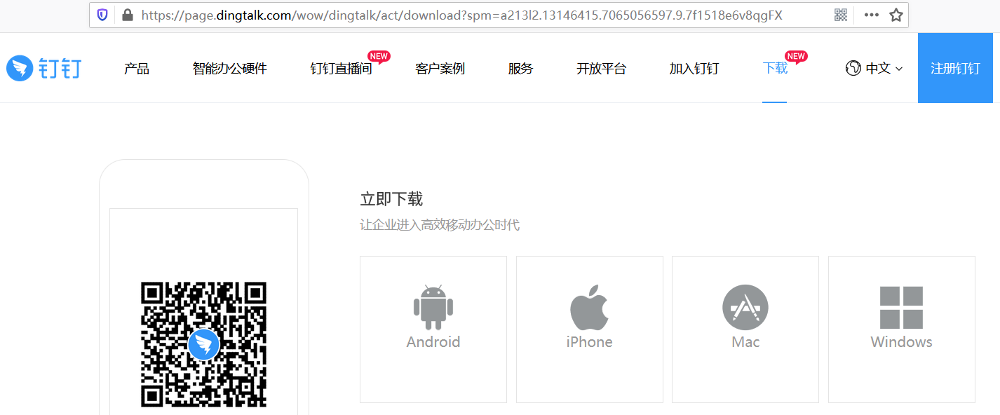 https://page.dingtalk.com/wow/dingtalk/act/download?spm=a213l2.13146415.7065056597.9.7f1518e6v8qgFX
钉钉 产品 智能办公硬件 钉钉直播间 NEW 客户案例 服务 开放平台 加入钉钉 下载 NEW 中文 注册钉钉
立即下载
让企业进入高效移动办公时代
Android iPhone Mac Windows